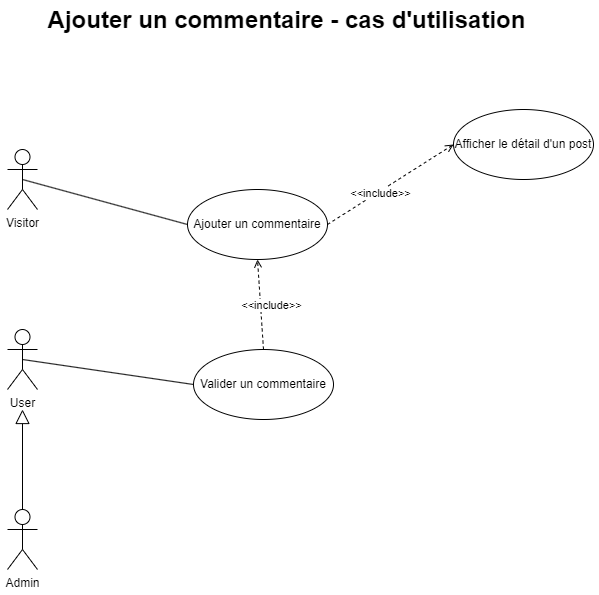 Ajouter un commentaire - cas d'utilisation
Afficher le détail d'un post
<<include>>
Visitor
Ajouter un commentaire
<<include>>
Valider un commentaire
User
Admin